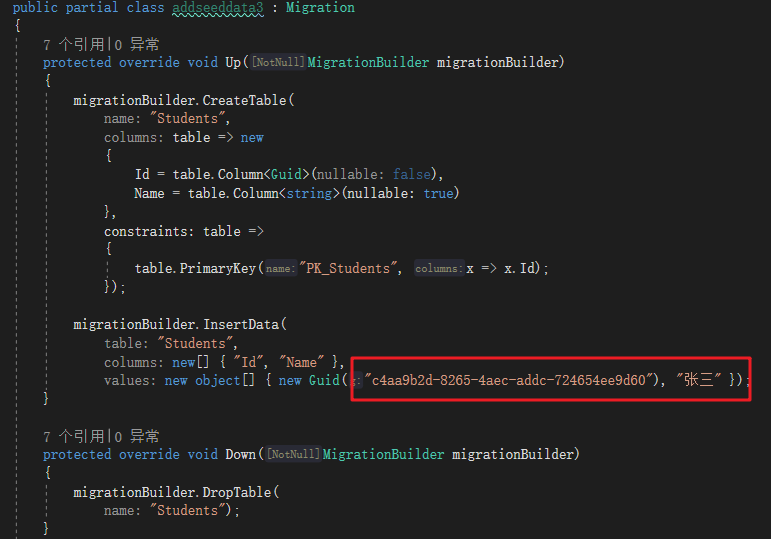 public partial class addseeddata3 : Migration
{
7 个引用|0 异常
protected override void Up([NotNull]MigrationBuilder migrationBuilder)
{
migrationBuilder.CreateTable(
name: "Students",
columns: table => new
{
Id = table.Column<Guid>(nullable: false),
Name = table.Column<string>(nullable: true)
},
constraints: table =>
{
table.PrimaryKey(name:"PK_Students", columns:x => x.Id);
});
migrationBuilder.InsertData(
table: "Students",
columns: new[] { "Id", "Name" },
values: new object[] { new Guid(g:"c4aa9b2d-8265-4aec-addc-724654ee9d60"), "张三" });
}
7 个引用|0 异常
protected override void Down([NotNull]MigrationBuilder migrationBuilder)
{
migrationBuilder.DropTable(
name: "Students");
}